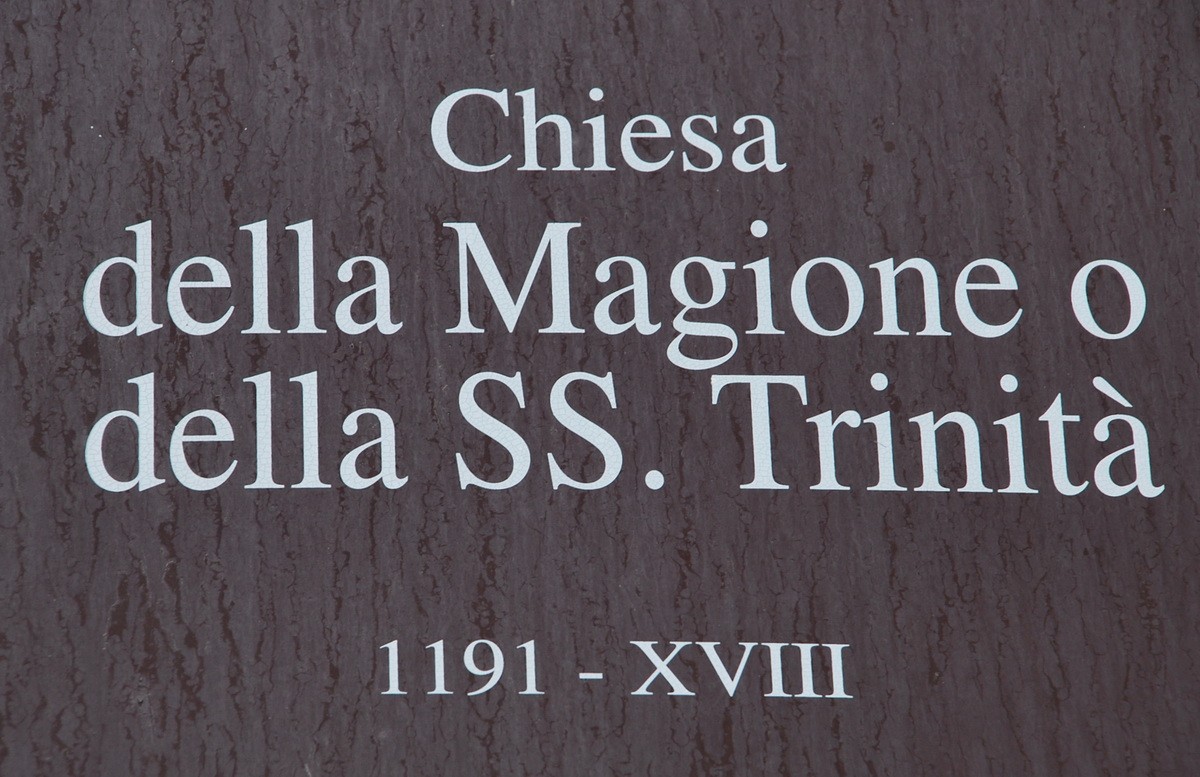 Chiesa
della Magione o
della SS. Trinità
1191 - XVIII